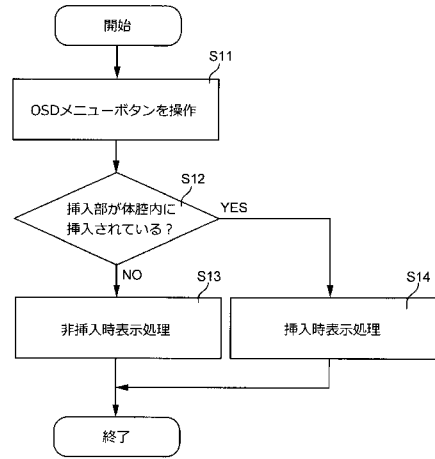 開始
S11
OSDメニューボタンを操作
S12
挿入部が体腔内に
挿入されている？
YES
NO
S13
非挿入時表示処理
S14
挿入時表示処理
終了